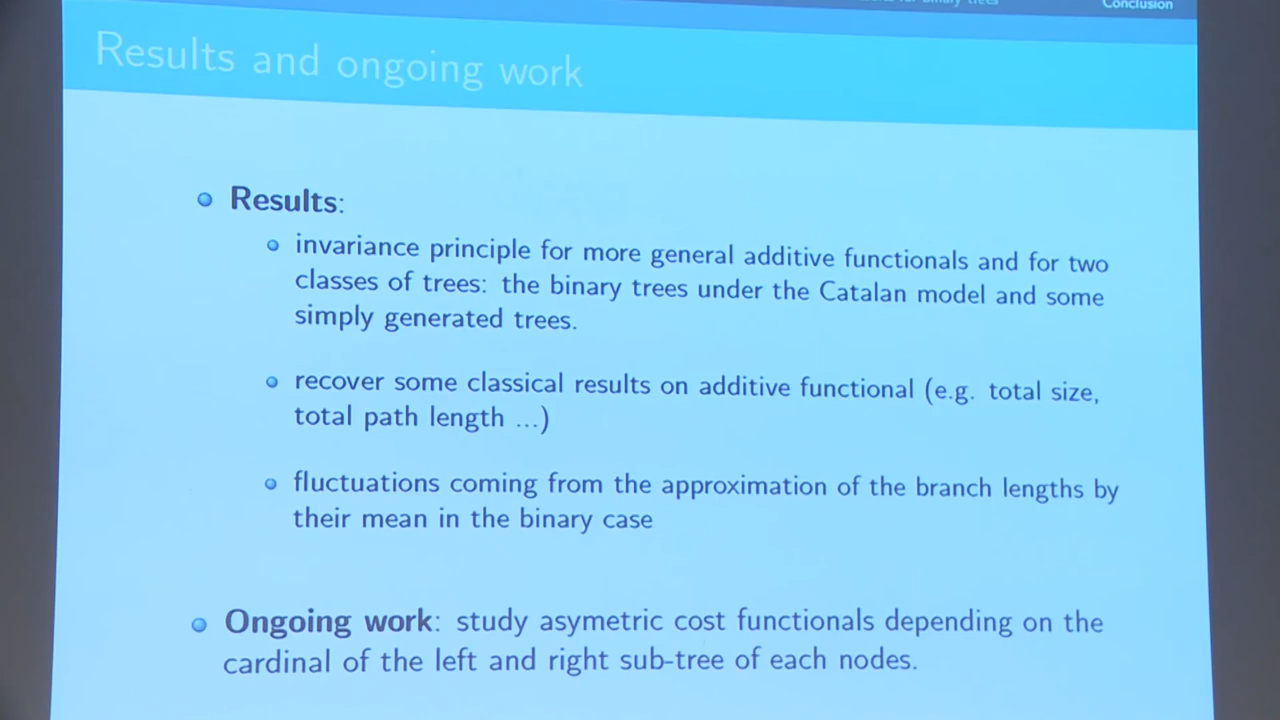 for binary trees
Conclusion
Results and ongoing work
Results:
invariance principle for more general additive functionals and for two
classes of trees: the binary trees under the Catalan model and some
simply generated trees.
recover some classical results on additive functional (e.g. total size,
total path length ...)
fluctuations coming from the approximation of the branch lengths by
their mean in the binary case
Ongoing work: study asymetric cost functionals depending on the
cardinal of the left and right sub-tree of each nodes.